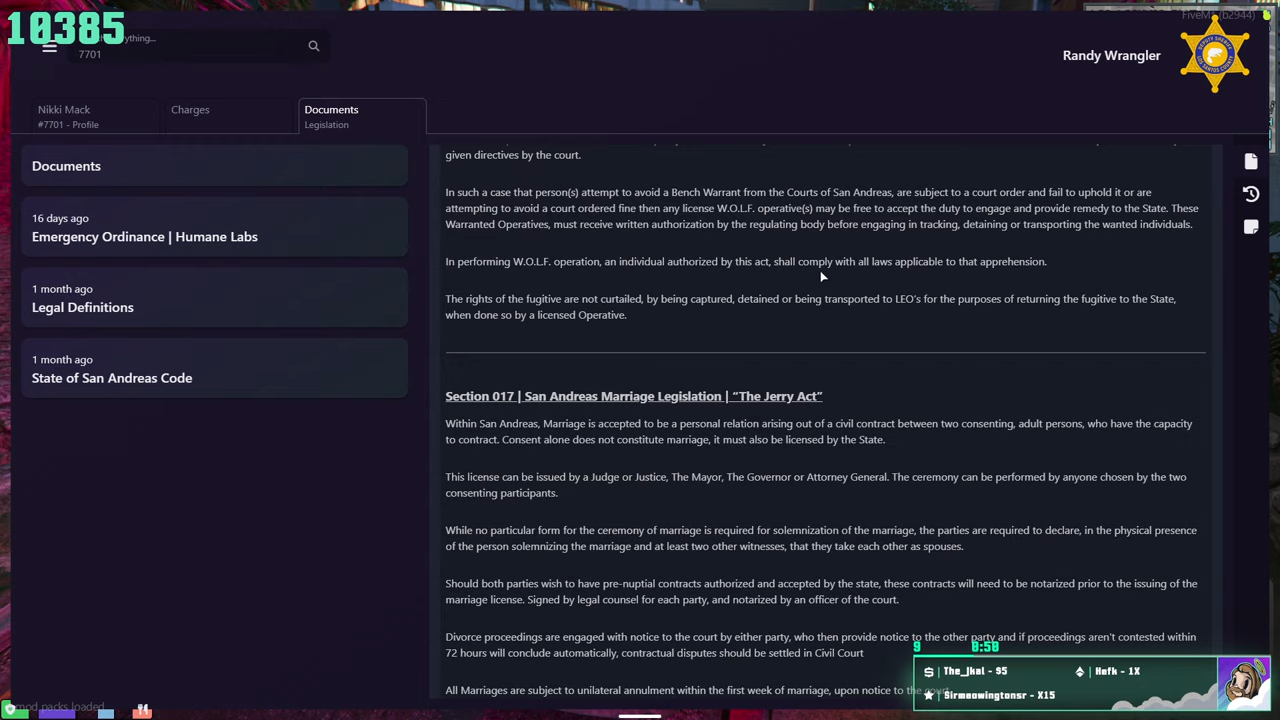 10385
FiveM® (b2944)
ything...
7701
Randy Wrangler
Nikki Mack
#7701 - Profile
Charges
Documents
Legislation
Documents
16 days ago
Emergency Ordinance | Humane Labs
1 month ago
Legal Definitions
1 month ago
State of San Andreas Code
given directives by the court.
In such a case that person(s) attempt to avoid a Bench Warrant from the Courts of San Andreas, are subject to a court order and fail to uphold it or are
attempting to avoid a court ordered fine then any license W.O.L.F. operative(s) may be free to accept the duty to engage and provide remedy to the State. These
Warranted Operatives, must receive written authorization by the regulating body before engaging in tracking, detaining or transporting the wanted individuals.
In performing W.O.L.F. operation, an individual authorized by this act, shall comply with all laws applicable to that apprehension.
The rights of the fugitive are not curtailed, by being captured, detained or being transported to LEO's for the purposes of returning the fugitive to the State,
when done so by a licensed Operative.
Section 017 | San Andreas Marriage Legislation | “The Jerry Act”
Within San Andreas, Marriage is accepted to be a personal relation arising out of a civil contract between two consenting, adult persons, who have the capacity
to contract. Consent alone does not constitute marriage, it must also be licensed by the State.
This license can be issued by a Judge or Justice, The Mayor, The Governor or Attorney General. The ceremony can be performed by anyone chosen by the two
consenting participants.
While no particular form for the ceremony of marriage is required for solemnization of the marriage, the parties are required to declare, in the physical presence
of the person solemnizing the marriage and at least two other witnesses, that they take each other as spouses.
Should both parties wish to have pre-nuptial contracts authorized and accepted by the state, these contracts will need to be notarized prior to the issuing of the
marriage license. Signed by legal counsel for each party, and notarized by an officer of the court.
Divorce proceedings are engaged with notice to the court by either party, who then provide notice to the other party and if proceedings aren't contested within
72 hours will conclude automatically, contractual disputes should be settled in Civil Court
All Marriages are subject to unilateral annulment within the first week of marriage, upon notice to the
9 0:50
The_Jkal - $5
Hafk - 1X
Sirmeowingtonsr - X15
mod packs loaded